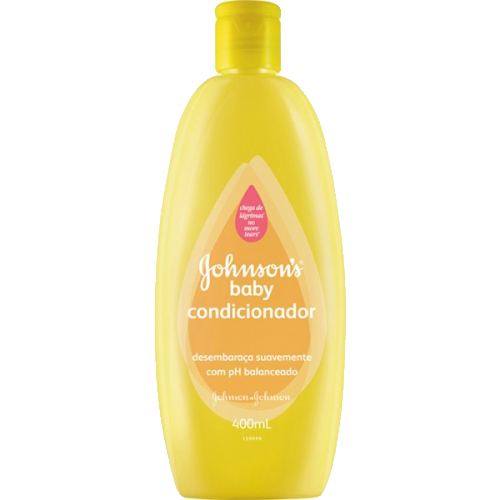 chega de
lágrimas
no
more
tears
Johnson's®
baby
condicionador
desembaraça suavemente
com pH balanceado
Johnson & Johnson
400mL